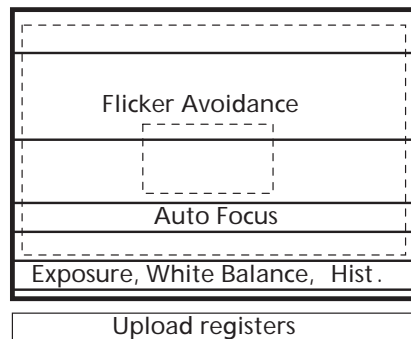 Flicker Avoidance
Auto Focus
Exposure, White Balance, Hist.
Upload registers